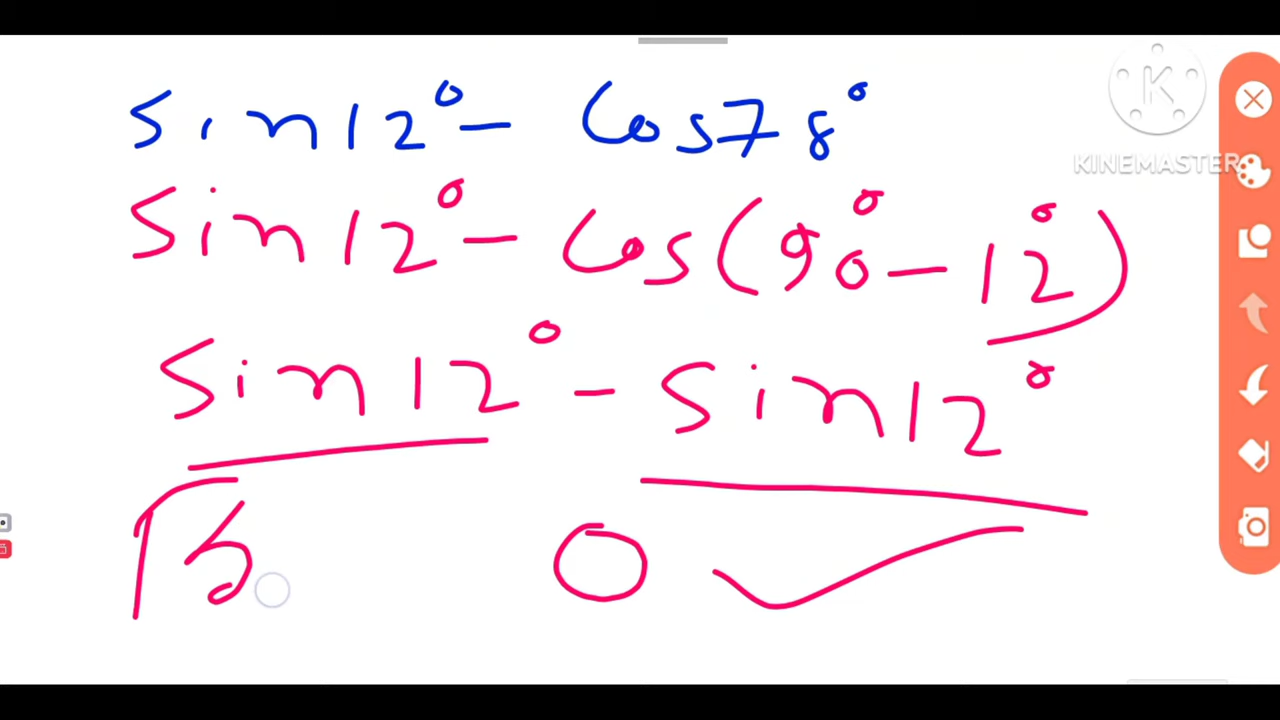 Sin12° - Cos78°
KINEMASTER
Sin12° - Cos(90° - 12°)
Sin12° - Sin12°
0